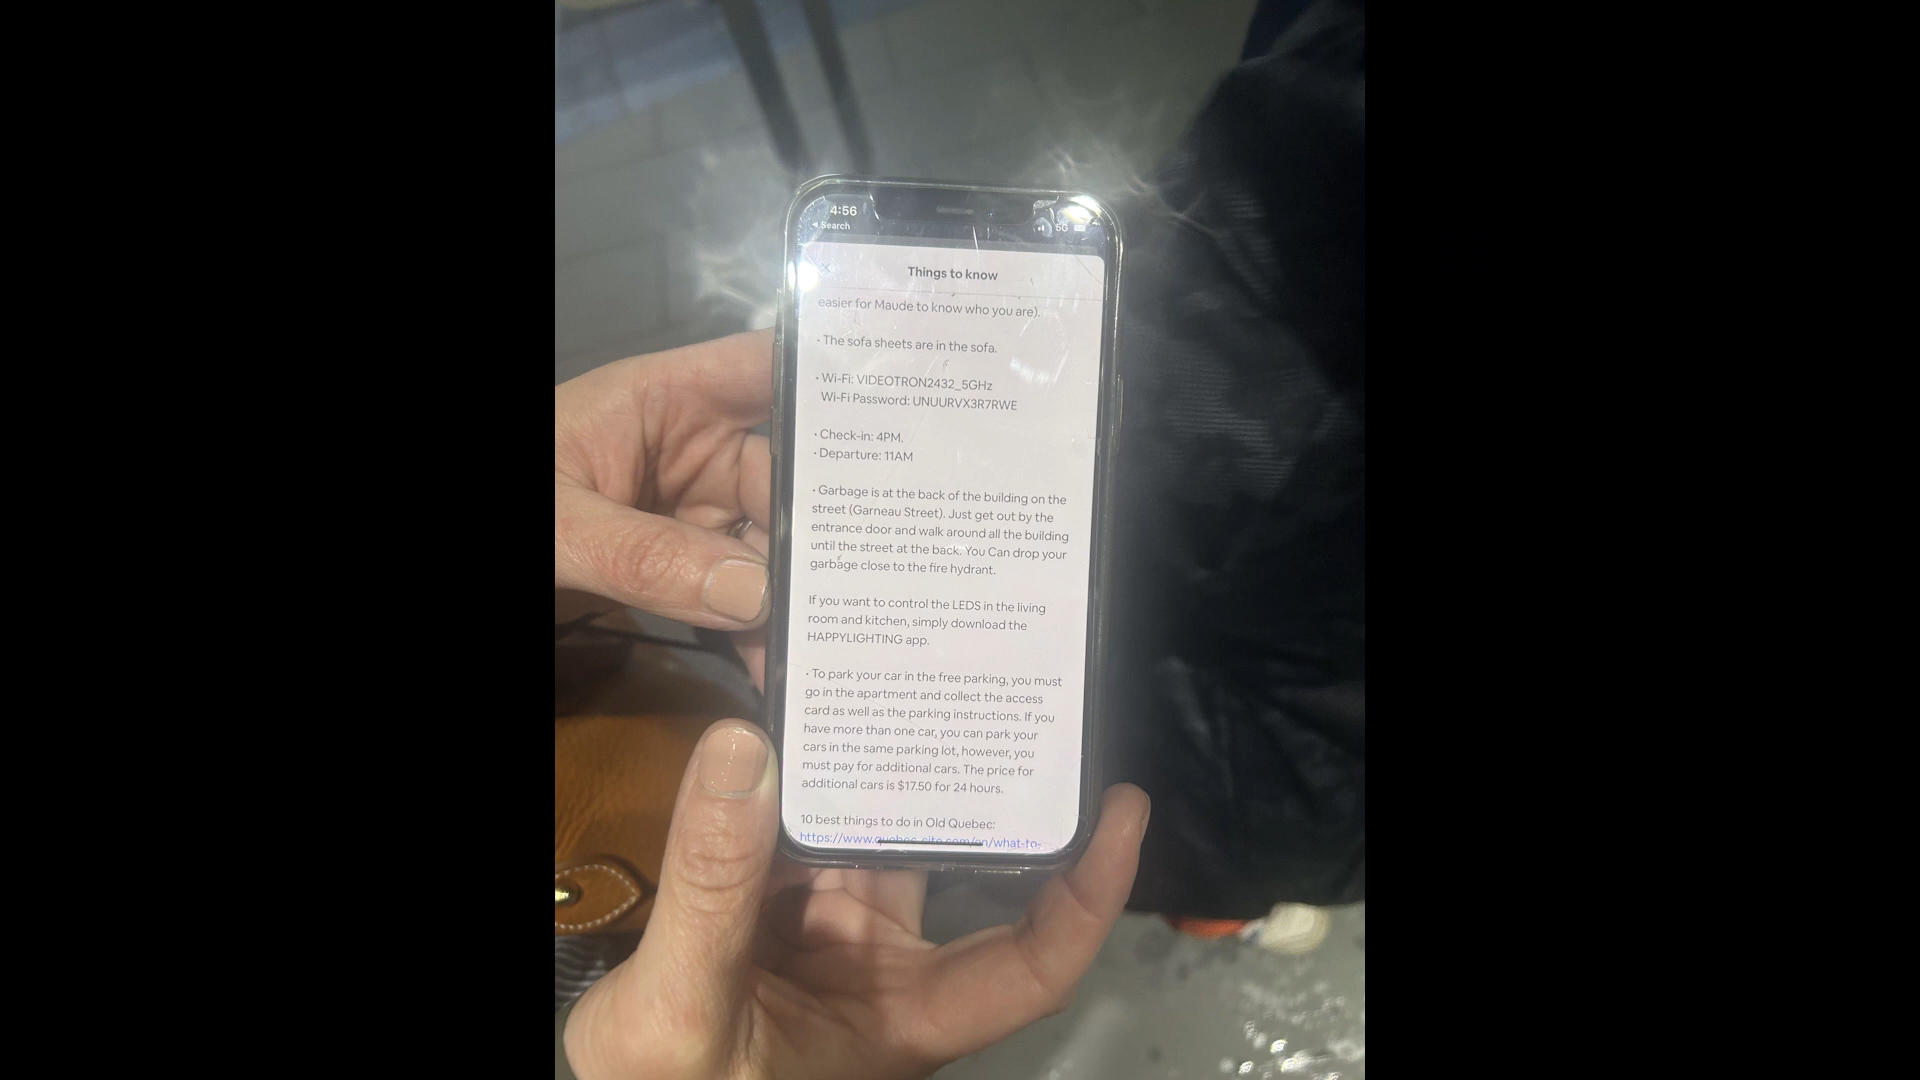 4:56
◂ Search
5G
Things to know
easier for Maude to know who you are).
• The sofa sheets are in the sofa.
• Wi-Fi: VIDEOTRON2432_5GHz
Wi-Fi Password: UNUURVX3R7RWE
• Check-in: 4PM.
• Departure: 11AM
• Garbage is at the back of the building on the
street (Garneau Street). Just get out by the
entrance door and walk around all the building
until the street at the back. You Can drop your
garbage close to the fire hydrant.
If you want to control the LEDS in the living
room and kitchen, simply download the
HAPPYLIGHTING app.
• To park your car in the free parking, you must
go in the apartment and collect the access
card as well as the parking instructions. If you
have more than one car, you can park your
cars in the same parking lot, however, you
must pay for additional cars. The price for
additional cars is $17.50 for 24 hours.
10 best things to do in Old Quebec:
https://www.quebec-cite.com/en/what-to-